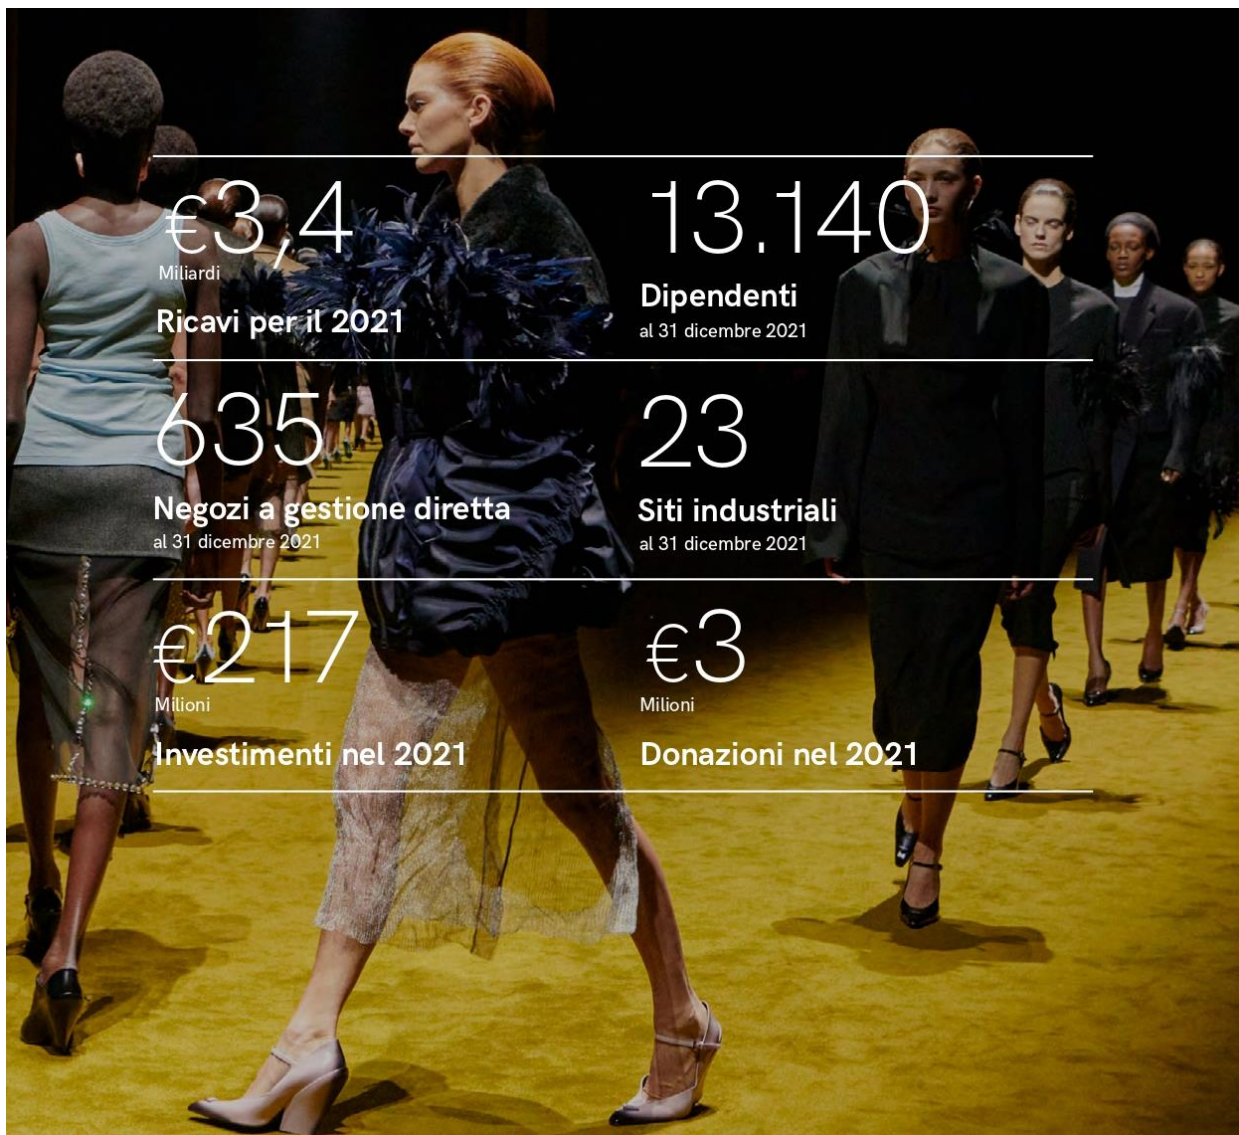 €3,4
Miliardi
Ricavi per il 2021
13.140
Dipendenti
al 31 dicembre 2021
635
Negozi a gestione diretta
al 31 dicembre 2021
23
Siti industriali
al 31 dicembre 2021
€217
Milioni
Investimenti nel 2021
€3
Milioni
Donazioni nel 2021